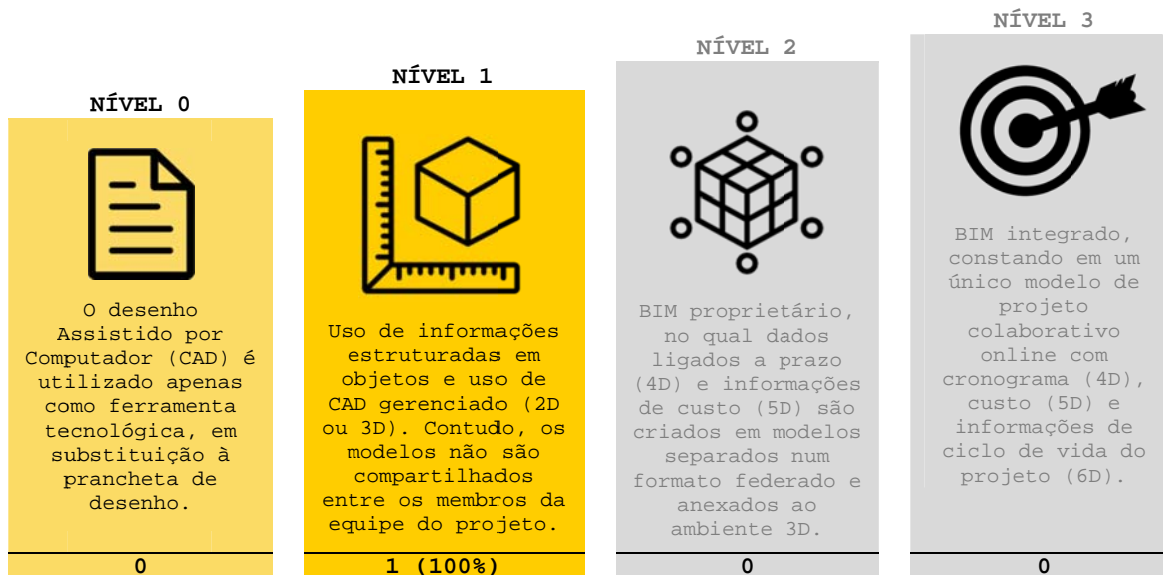 NÍVEL 0
O desenho
Assistido por
Computador (CAD) é
utilizado apenas
como ferramenta
tecnológica, em
substituição à
prancheta de
desenho.
0
NÍVEL 1
Uso de informações
estruturadas em
objetos e uso de
CAD gerenciado (2D
ou 3D). Contudo, os
modelos não são
compartilhados
entre os membros da
equipe do projeto.
1 (100%)
NÍVEL 2
BIM proprietário,
no qual dados
ligados a prazo
(4D) e informações
de custo (5D) são
criados em modelos
separados num
formato federado e
anexados ao
ambiente 3D.
0
NÍVEL 3
BIM integrado,
constando em um
único modelo de
projeto
colaborativo
online com
cronograma (4D),
custo (5D) e
informações de
ciclo de vida do
projeto (6D).
0